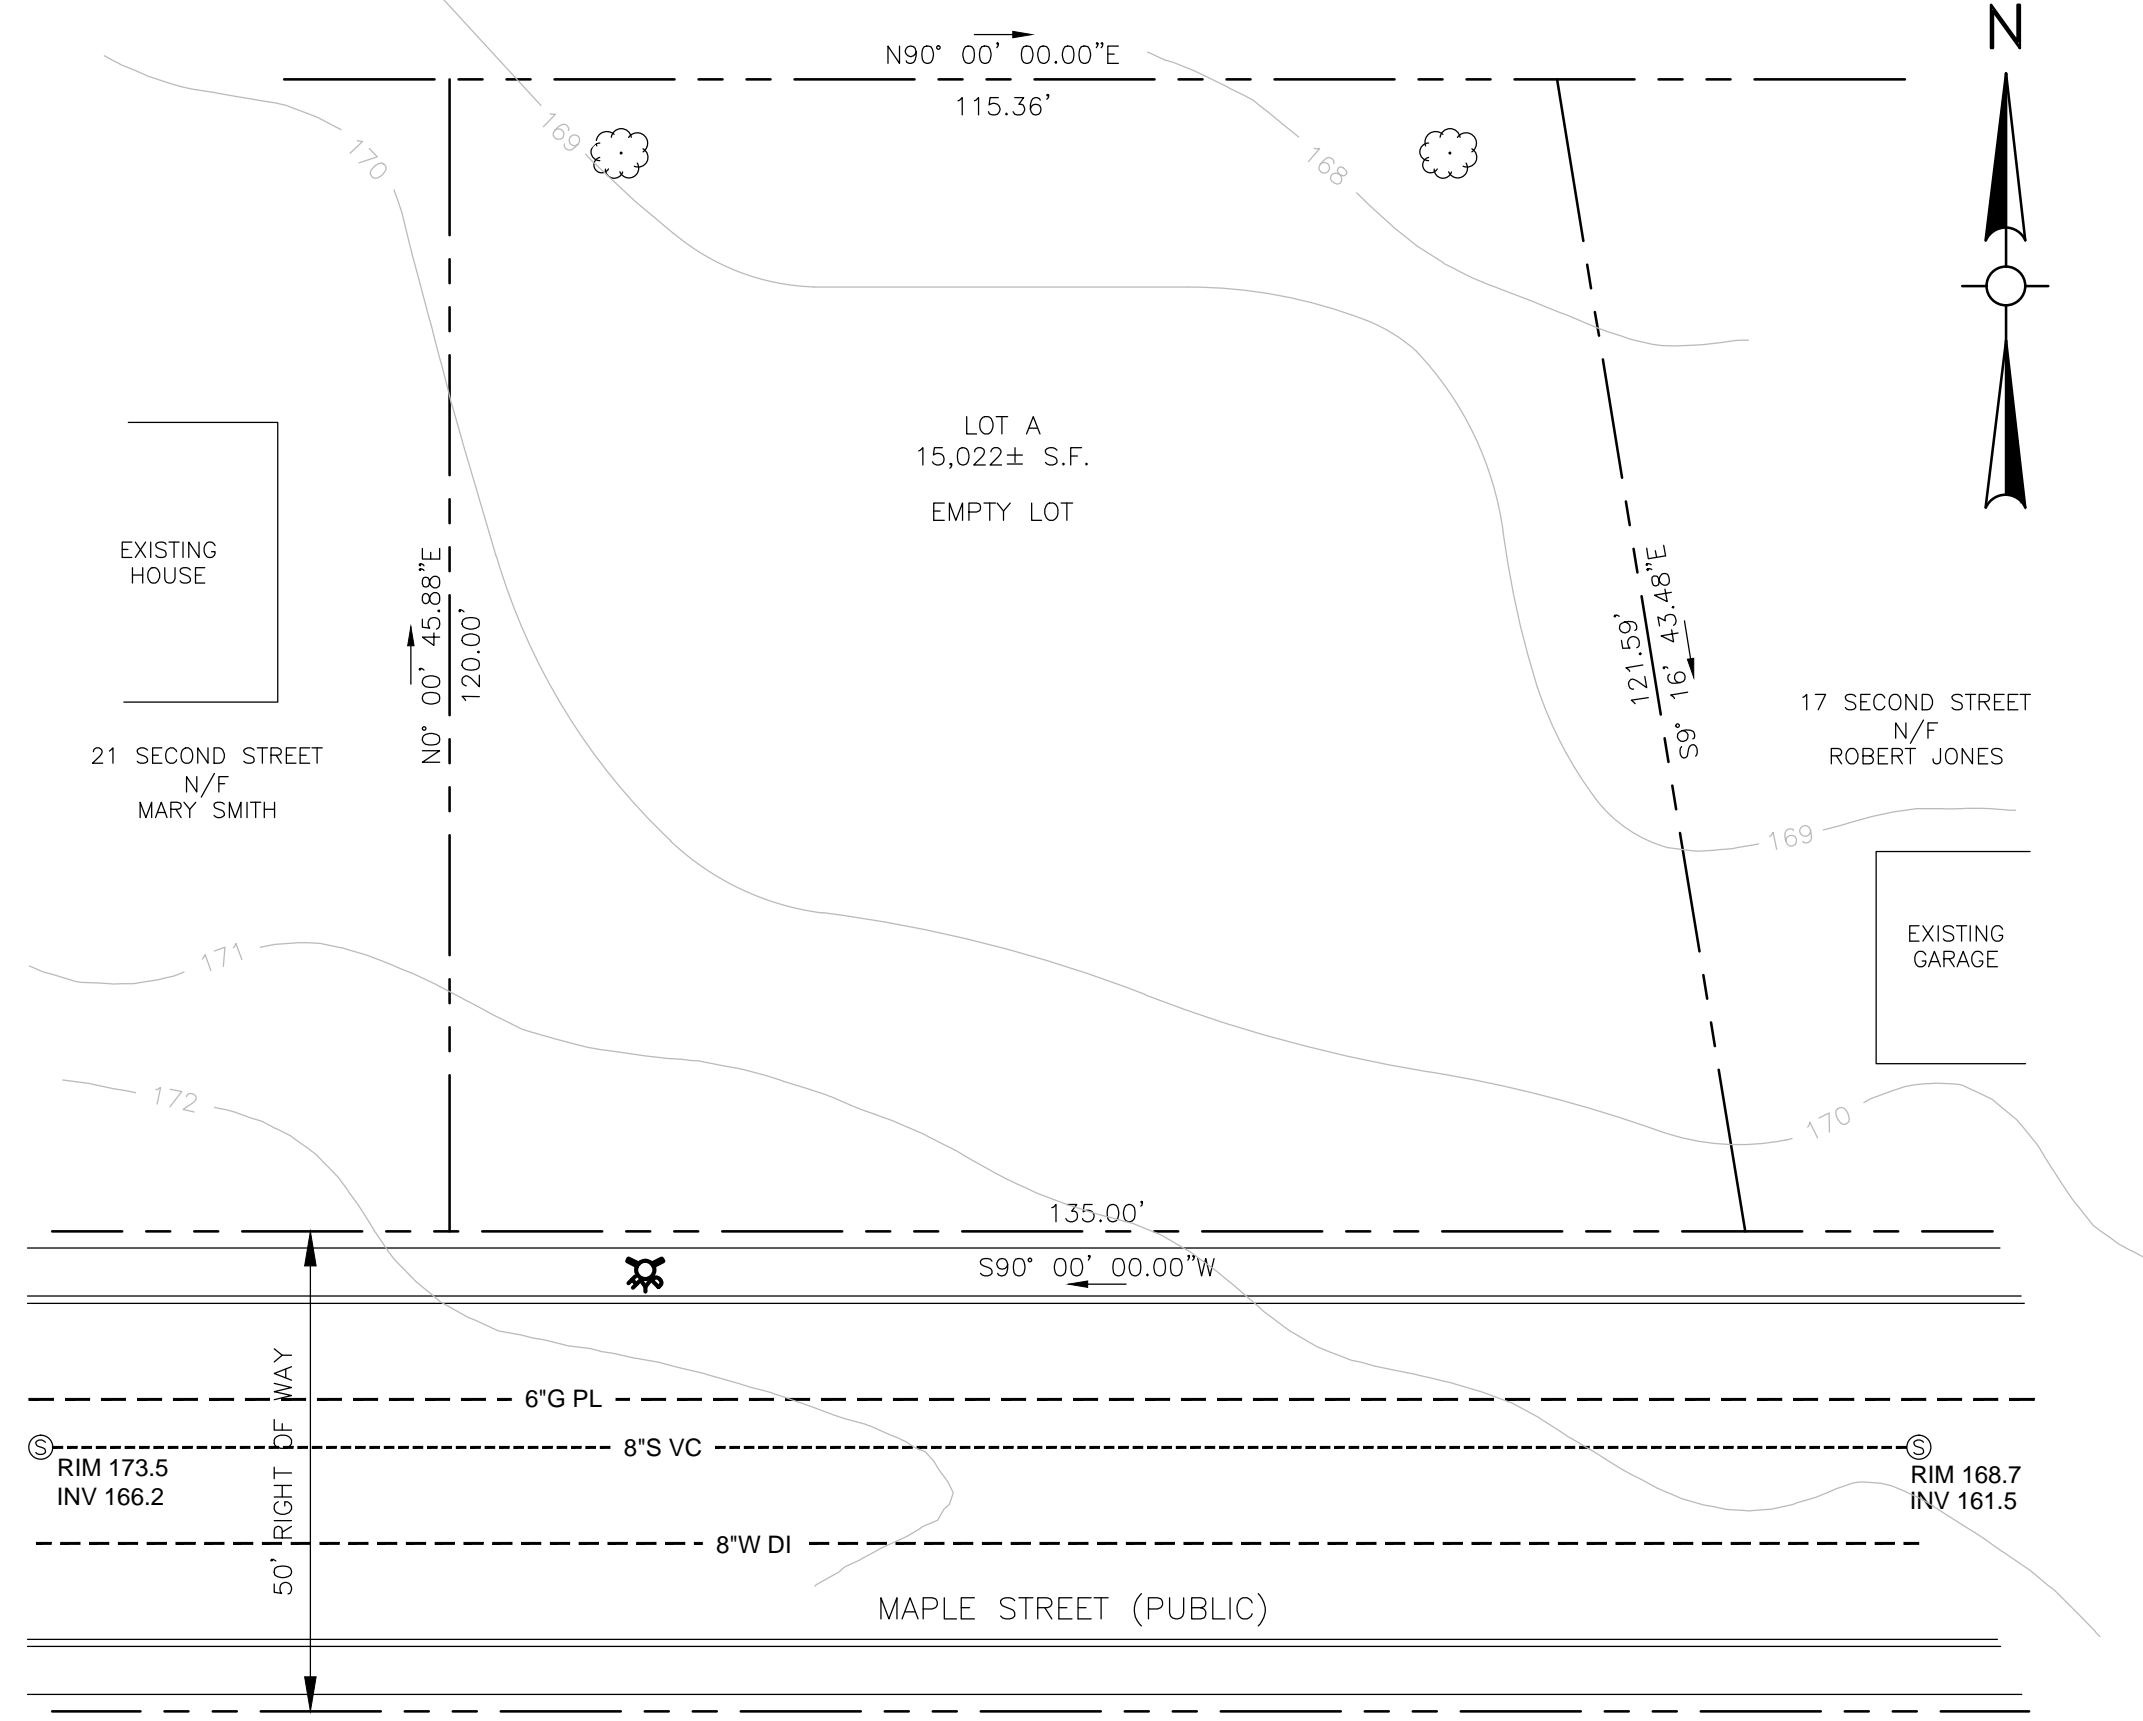 N
N90° 00' 00.00"E
115.36'
169
170
168
LOT A
15,022± S.F.
EMPTY LOT
EXISTING
HOUSE
N0° 00' 45.88"E
120.00'
121.59'
S9° 16' 43.48"E
21 SECOND STREET
N/F
MARY SMITH
17 SECOND STREET
N/F
ROBERT JONES
169
EXISTING
GARAGE
171
172
170
135.00'
S90° 00' 00.00"W
50' RIGHT OF WAY
6"G PL
S
8"S VC
S
RIM 173.5
INV 166.2
RIM 168.7
INV 161.5
8"W DI
MAPLE STREET (PUBLIC)